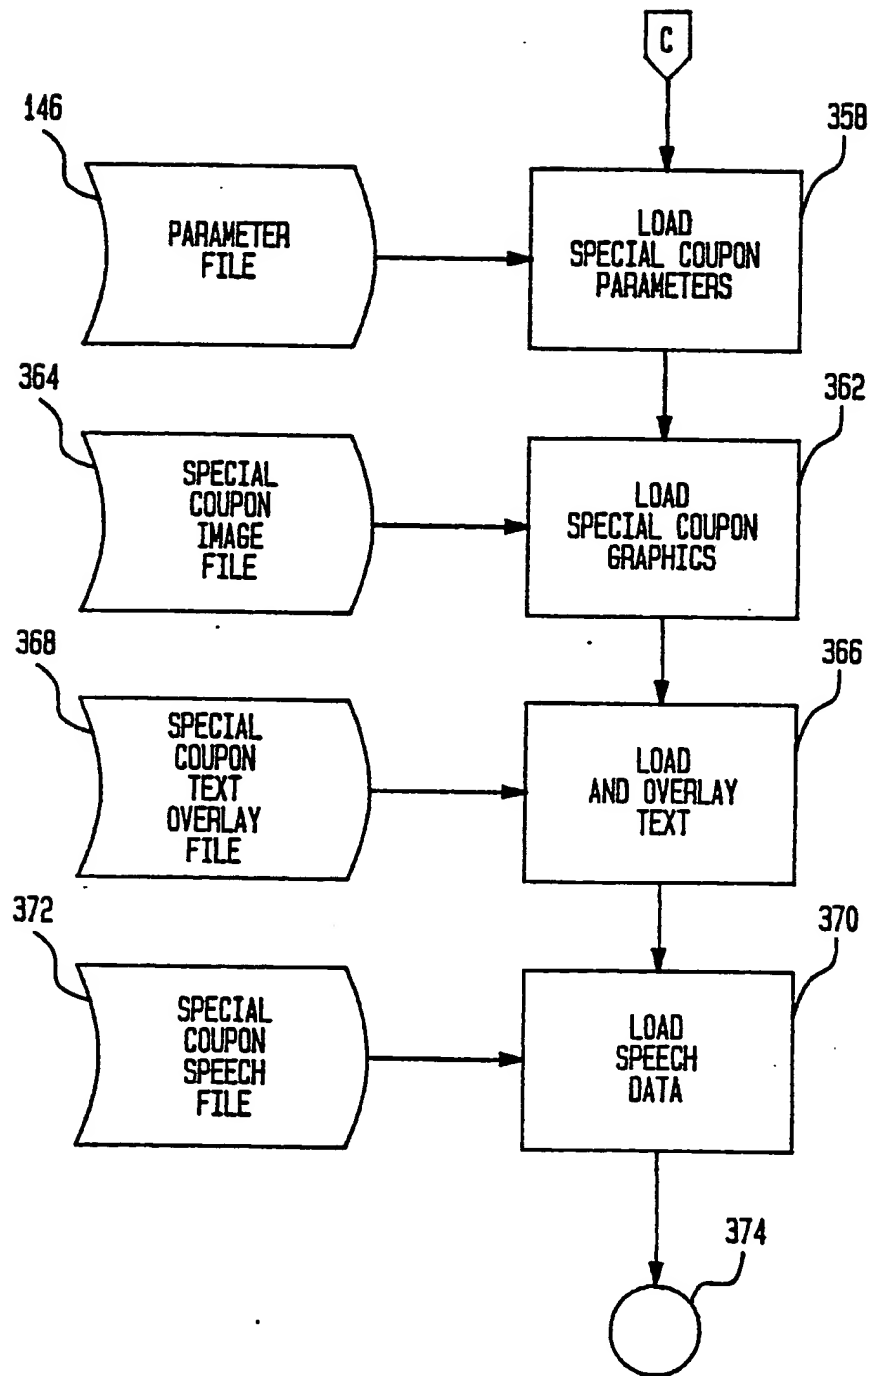 C
146
358
PARAMETER
FILE
LOAD
SPECIAL COUPON
PARAMETERS
364
362
SPECIAL
COUPON
IMAGE
FILE
LOAD
SPECIAL COUPON
GRAPHICS
368
366
SPECIAL
COUPON
TEXT
OVERLAY
FILE
LOAD
AND OVERLAY
TEXT
372
370
SPECIAL
COUPON
SPEECH
FILE
LOAD
SPEECH
DATA
374